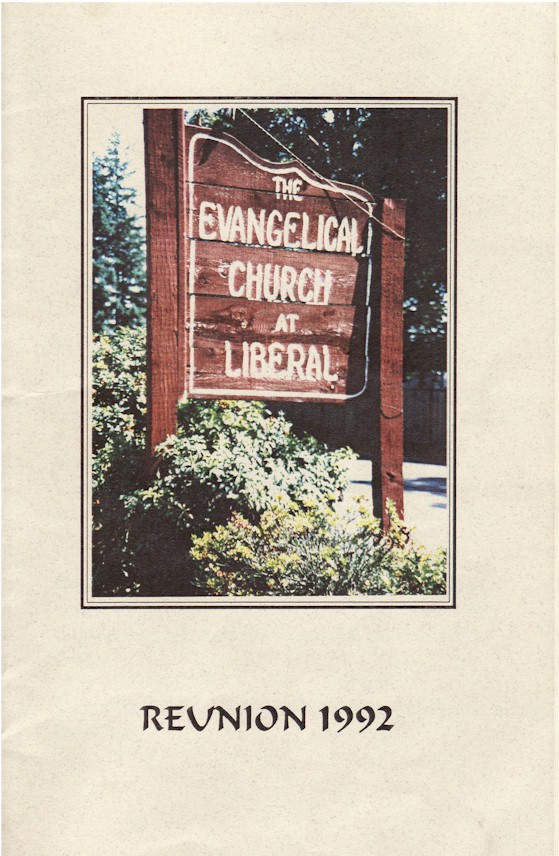 THE
EVANGELICAL
CHURCH
AT
LIBERAL
REUNION 1992